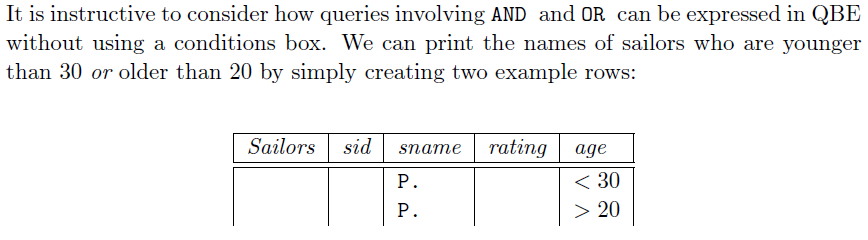 It is instructive to consider how queries involving AND and OR can be expressed in QBE
without using a conditions box. We can print the names of sailors who are younger
than 30 or older than 20 by simply creating two example rows:
Sailors sid sname rating age
P. < 30
P. > 20